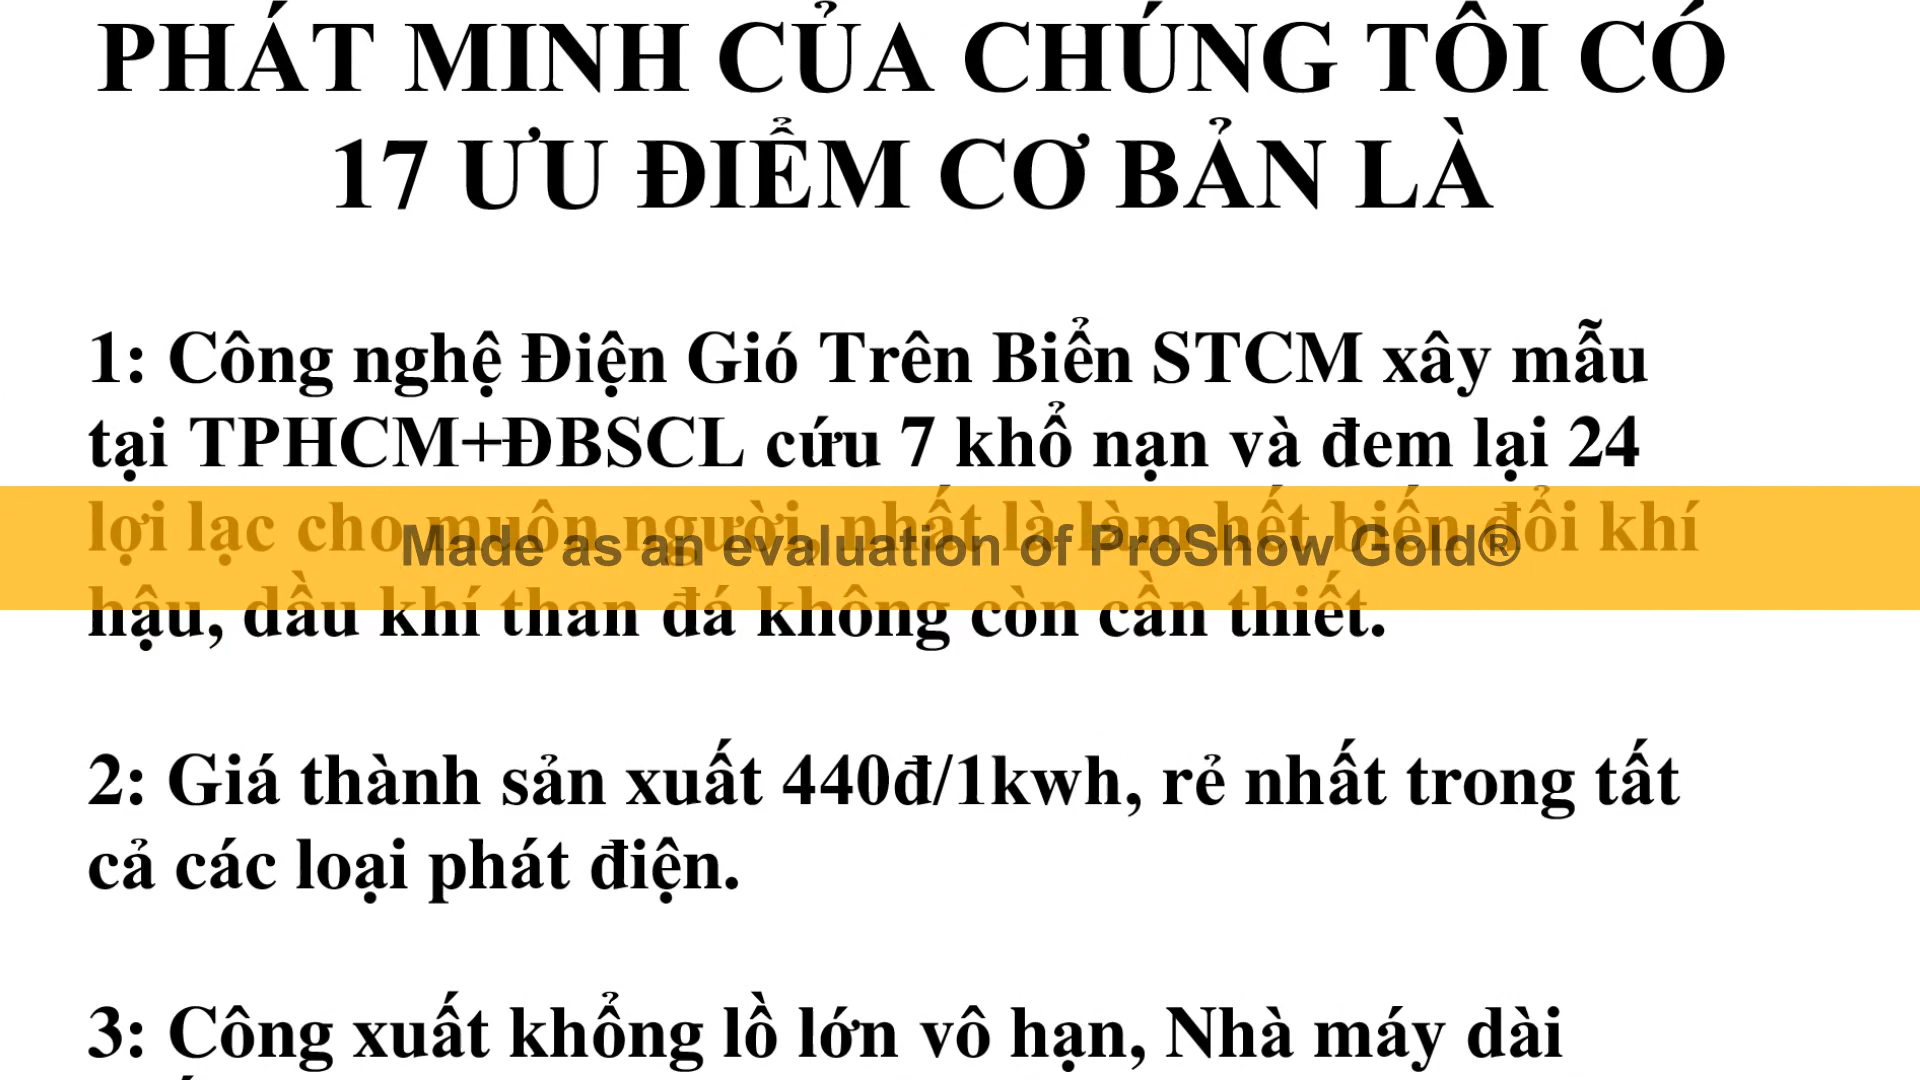 PHÁT MINH CỦA CHÚNG TÔI CÓ
17 ƯU ĐIỂM CƠ BẢN LÀ
1: Công nghệ Điện Gió Trên Biển STCM xây mẫu
tại TPHCM+ĐBSCL cứu 7 khổ nạn và đem lại 24
lợi lạc cho muôn người, nhất là làm hết biến đổi khí
Made as an evaluation of ProShow Gold®
hậu, dầu khí than đá không còn cần thiết.
2: Giá thành sản xuất 440đ/1kwh, rẻ nhất trong tất
cả các loại phát điện.
3: Công xuất khổng lồ lớn vô hạn, Nhà máy dài